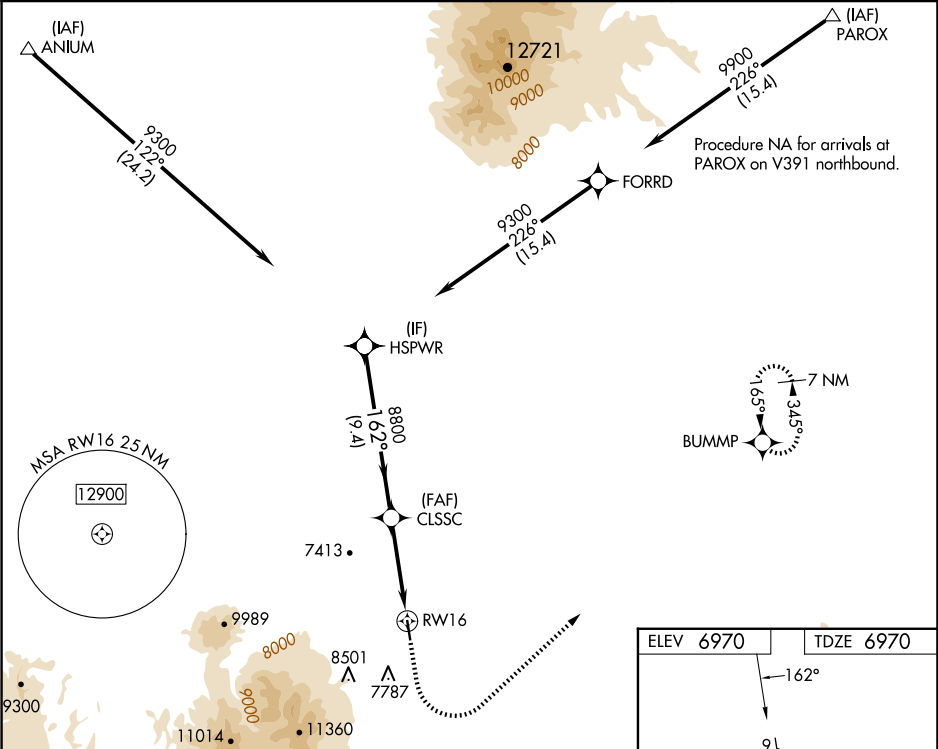 (IAF)
ANIUM
9300
122°
(24.2)
12721
10000
9000
8000
(IAF)
PAROX
9900
226°
(15.4)
Procedure NA for arrivals at
PAROX on V391 northbound.
FORRD
9300
226°
(15.4)
(IF)
HSPWR
8800
162°
(9.4)
7 NM
165°
345°
BUMMP
MSA RW16 25 NM
12900
(FAF)
CLSSC
7413
RW16
9989
8000
8501
7787
9000
9300
11014
11360
ELEV 6970
TDZE 6970
162°